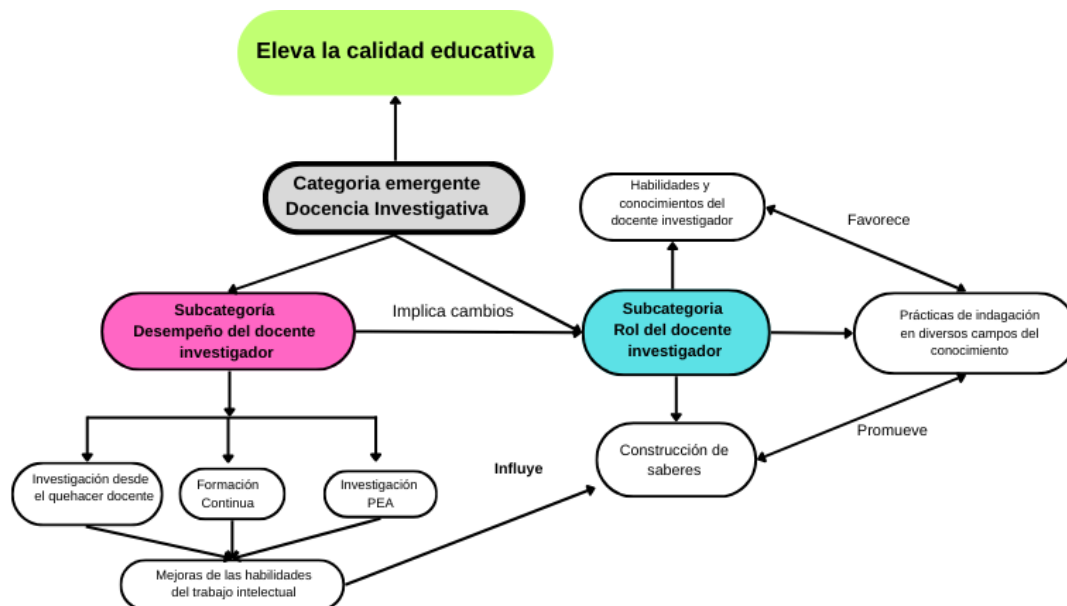 Eleva la calidad educativa
Categoria emergente
Docencia Investigativa
Habilidades y
conocimientos del
docente investigador
Favorece
Subcategoría
Desempeño del docente
investigador
Implica cambios
Subcategoria
Rol del docente
investigador
Prácticas de indagación
en diversos campos del
conocimiento
Promueve
Investigación desde
el quehacer docente
Formación
Continua
Investigación
PEA
Influye
Construcción de
saberes
Mejoras de las habilidades
del trabajo intelectual